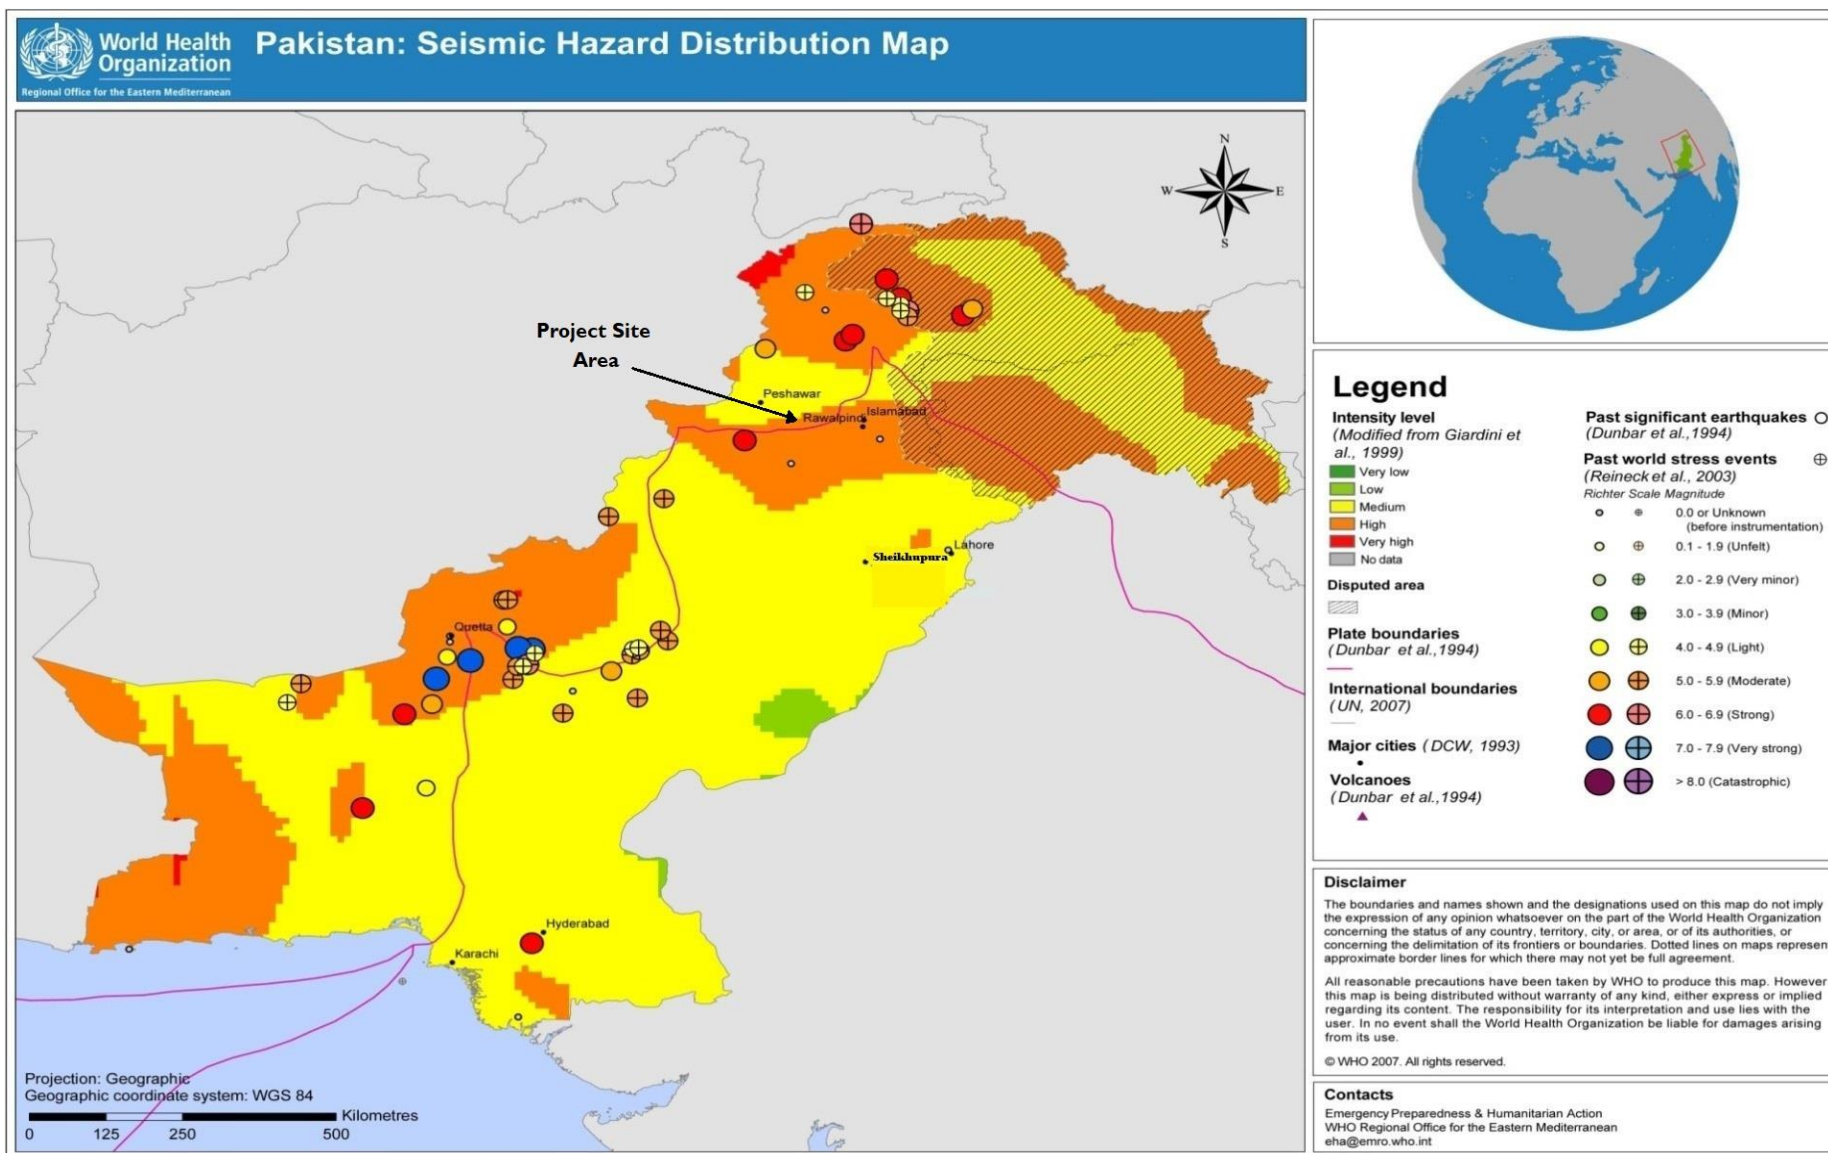 World Health
Organization
Regional Office for the Eastern Mediterranean
Pakistan: Seismic Hazard Distribution Map
N
W
E
S
Project Site
Area
Peshawar
Rawalpindi
Islamabad
Lahore
Sheikhupura
Quetta
Hyderabad
Karachi
Projection: Geographic
Geographic coordinate system: WGS 84
Kilometres
0 125 250 500
Legend
Intensity level
(Modified from Giardini et
al., 1999)
Very low
Low
Medium
High
Very high
No data
Disputed area
Plate boundaries
(Dunbar et al.,1994)
International boundaries
(UN, 2007)
Major cities (DCW, 1993)
Volcanoes
(Dunbar et al.,1994)
Past significant earthquakes
(Dunbar et al.,1994)
Past world stress events
(Reineck et al., 2003)
Richter Scale Magnitude
0.0 or Unknown
(before instrumentation)
0.1 - 1.9 (Unfelt)
2.0 - 2.9 (Very minor)
3.0 - 3.9 (Minor)
4.0 - 4.9 (Light)
5.0 - 5.9 (Moderate)
6.0 - 6.9 (Strong)
7.0 - 7.9 (Very strong)
> 8.0 (Catastrophic)
Disclaimer
The boundaries and names shown and the designations used on this map do not imply
the expression of any opinion whatsoever on the part of the World Health Organization
concerning the status of any country, territory, city, or area, or of its authorities, or
concerning the delimitation of its frontiers or boundaries. Dotted lines on maps represen
approximate border lines for which there may not yet be full agreement.
All reasonable precautions have been taken by WHO to produce this map. However
this map is being distributed without warranty of any kind, either express or implied
regarding its content. The responsibility for its interpretation and use lies with the
user. In no event shall the World Health Organization be liable for damages arising
from its use.
© WHO 2007. All rights reserved.
Contacts
Emergency Preparedness & Humanitarian Action
WHO Regional Office for the Eastern Mediterranean
eha@emro.who.int